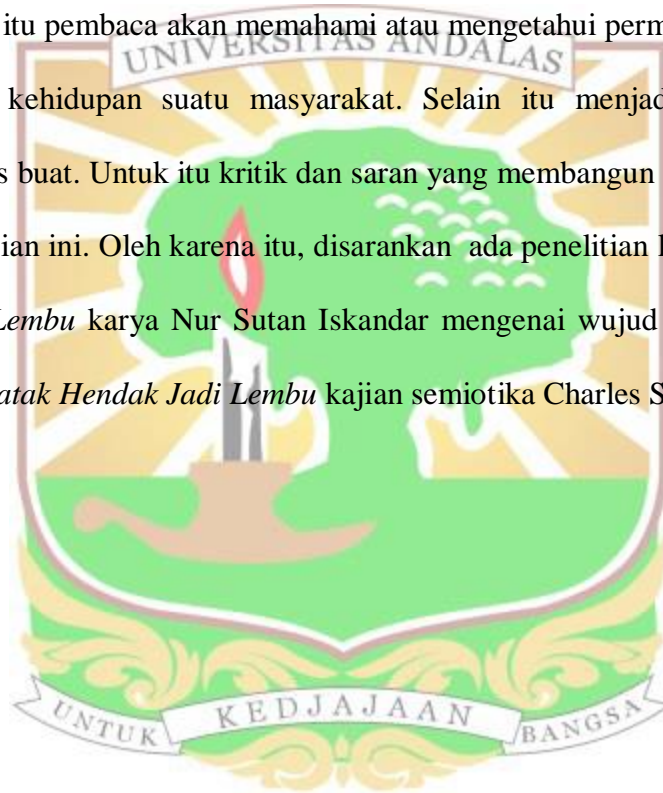 itu pembaca akan memahami atau mengetahui perm
UNIVERSITAS ANDALAS
kehidupan suatu masyarakat. Selain itu menjad
s buat. Untuk itu kritik dan saran yang membangun
ian ini. Oleh karena itu, disarankan ada penelitian
Lembu karya Nur Sutan Iskandar mengenai wujud
atak Hendak Jadi Lembu kajian semiotika Charles S
UNTUK KEDJAJAAN BANGSA